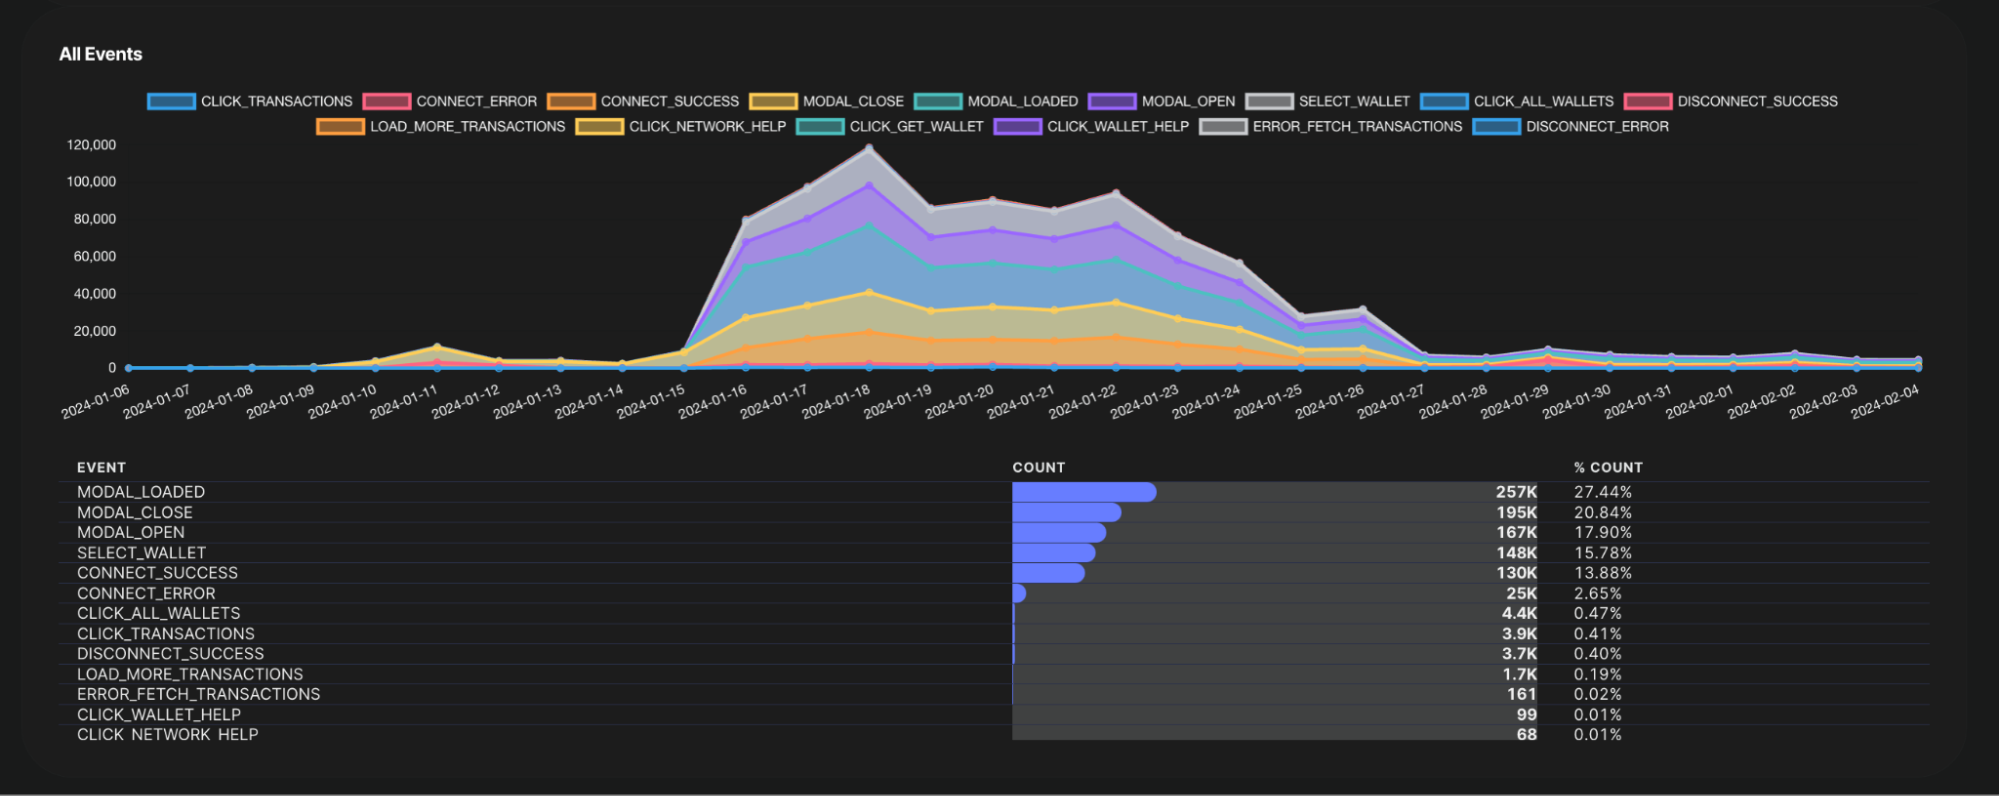 All Events
CLICK_TRANSACTIONS CONNECT_ERROR CONNECT_SUCCESS MODAL_CLOSE MODAL_LOADED MODAL_OPEN SELECT_WALLET CLICK_ALL_WALLETS DISCONNECT_SUCCESS
LOAD_MORE_TRANSACTIONS CLICK_NETWORK_HELP CLICK_GET_WALLET CLICK_WALLET_HELP ERROR_FETCH_TRANSACTIONS DISCONNECT_ERROR
120,000
100,000
80,000
60,000
40,000
20,000
0
2024-01-06 2024-01-07 2024-01-08 2024-01-09 2024-01-10 2024-01-11 2024-01-12 2024-01-13 2024-01-14 2024-01-15 2024-01-16 2024-01-17 2024-01-18 2024-01-19 2024-01-20 2024-01-21 2024-01-22 2024-01-23 2024-01-24 2024-01-25 2024-01-26 2024-01-27 2024-01-28 2024-01-29 2024-01-30 2024-01-31 2024-02-01 2024-02-02 2024-02-03 2024-02-04
EVENT COUNT % COUNT
MODAL_LOADED 257K 27.44%
MODAL_CLOSE 195K 20.84%
MODAL_OPEN 167K 17.90%
SELECT_WALLET 148K 15.78%
CONNECT_SUCCESS 130K 13.88%
CONNECT_ERROR 25K 2.65%
CLICK_ALL_WALLETS 4.4K 0.47%
CLICK_TRANSACTIONS 3.9K 0.41%
DISCONNECT_SUCCESS 3.7K 0.40%
LOAD_MORE_TRANSACTIONS 1.7K 0.19%
ERROR_FETCH_TRANSACTIONS 161 0.02%
CLICK_WALLET_HELP 99 0.01%
CLICK NETWORK HELP 68 0.01%